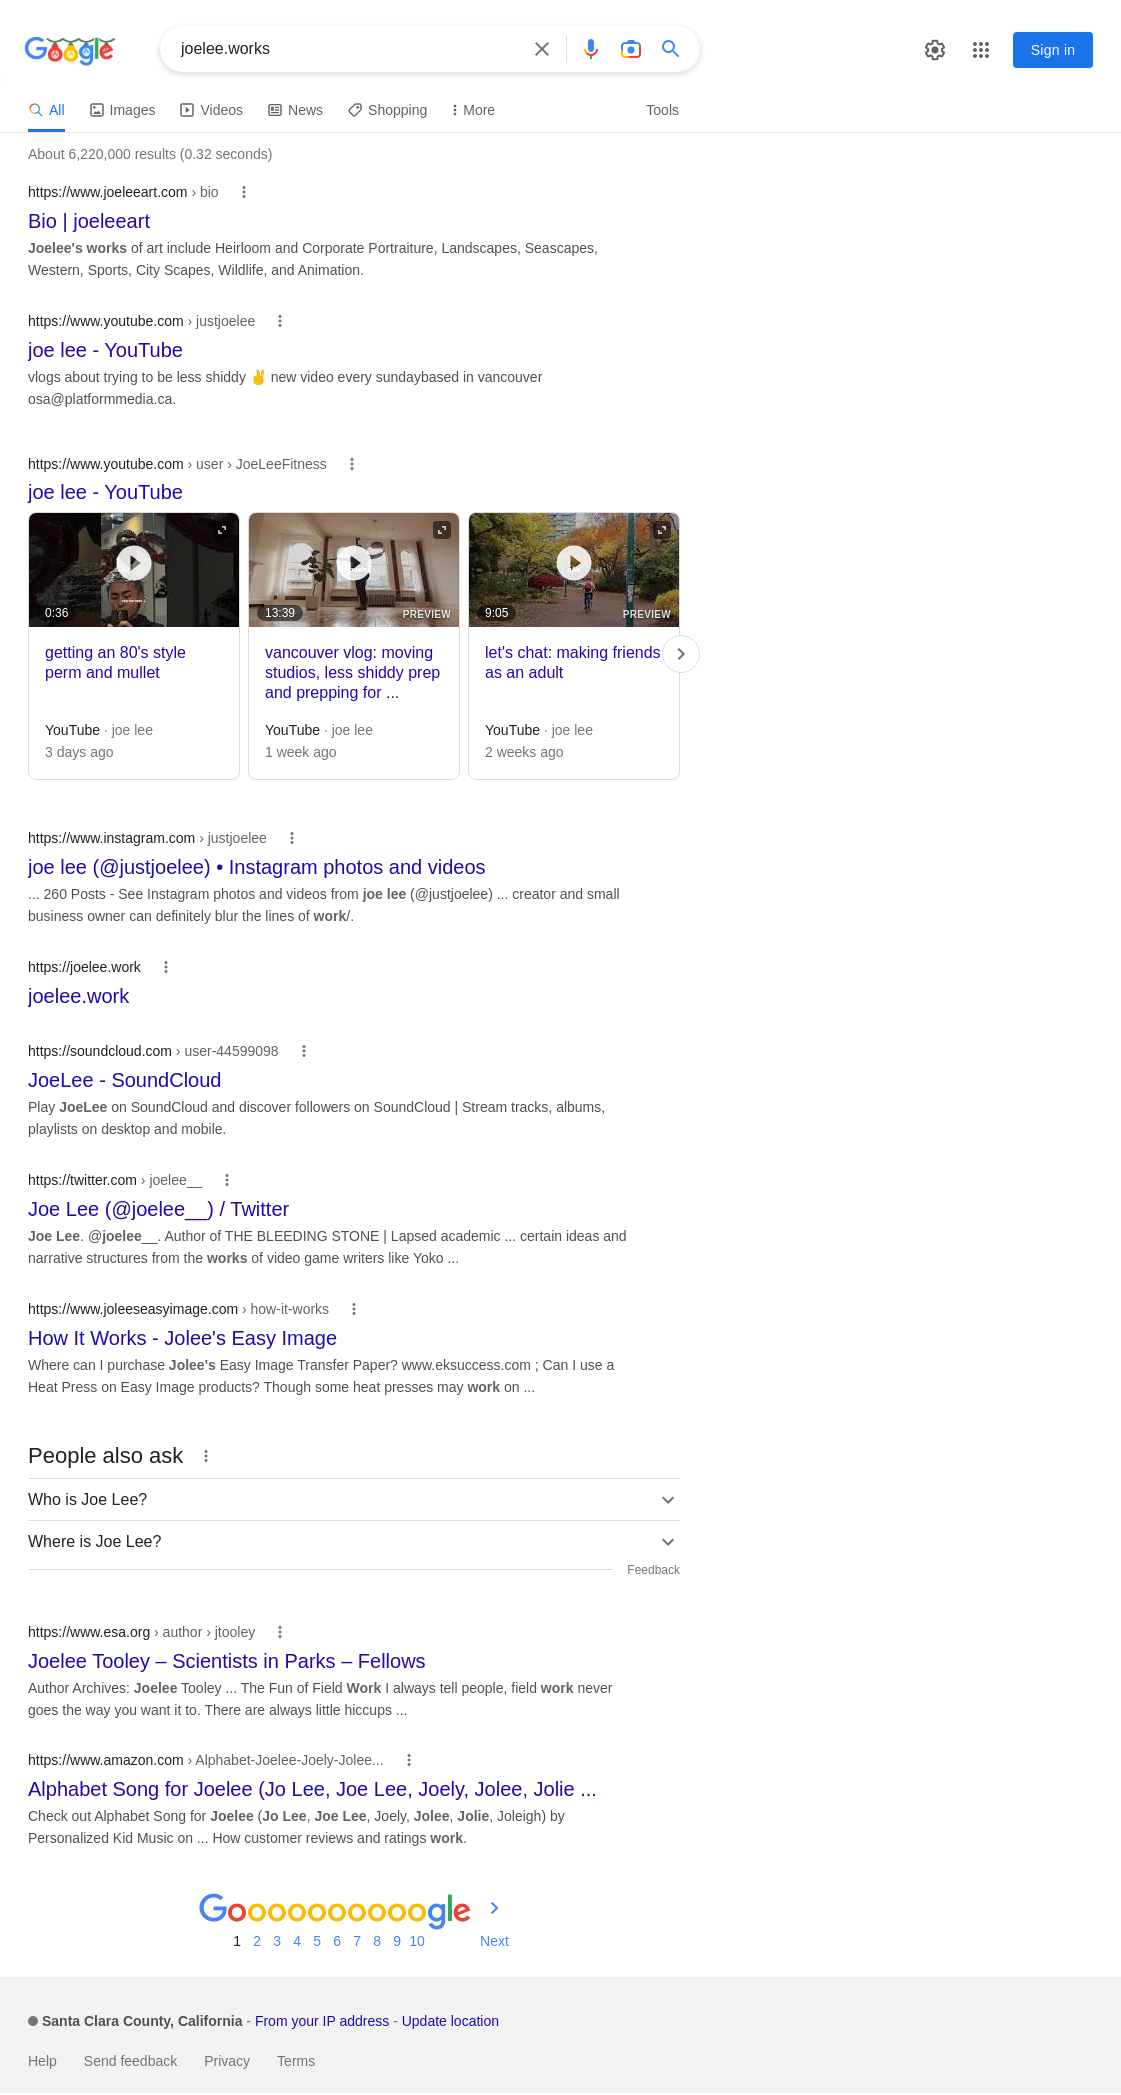 Google
joelee.works
Sign in
All
Images
Videos
News
Shopping
More
Tools
About 6,220,000 results (0.32 seconds)
https://www.joeleeart.com › bio
Bio | joeleeart
Joelee's works of art include Heirloom and Corporate Portraiture, Landscapes, Seascapes,
Western, Sports, City Scapes, Wildlife, and Animation.
https://www.youtube.com › justjoelee
joe lee - YouTube
vlogs about trying to be less shiddy ✌ new video every sundaybased in vancouver
osa@platformmedia.ca.
https://www.youtube.com › user › JoeLeeFitness
joe lee - YouTube
0:36
getting an 80's style
perm and mullet
YouTube · joe lee
3 days ago
13:39
PREVIEW
vancouver vlog: moving
studios, less shiddy prep
and prepping for ...
YouTube · joe lee
1 week ago
9:05
PREVIEW
let's chat: making friends
as an adult
YouTube · joe lee
2 weeks ago
https://www.instagram.com › justjoelee
joe lee (@justjoelee) • Instagram photos and videos
... 260 Posts - See Instagram photos and videos from joe lee (@justjoelee) ... creator and small
business owner can definitely blur the lines of work/.
https://joelee.work
joelee.work
https://soundcloud.com › user-44599098
JoeLee - SoundCloud
Play JoeLee on SoundCloud and discover followers on SoundCloud | Stream tracks, albums,
playlists on desktop and mobile.
https://twitter.com › joelee__
Joe Lee (@joelee__) / Twitter
Joe Lee. @joelee__. Author of THE BLEEDING STONE | Lapsed academic ... certain ideas and
narrative structures from the works of video game writers like Yoko ...
https://www.joleeseasyimage.com › how-it-works
How It Works - Jolee's Easy Image
Where can I purchase Jolee's Easy Image Transfer Paper? www.eksuccess.com ; Can I use a
Heat Press on Easy Image products? Though some heat presses may work on ...
People also ask
Who is Joe Lee?
Where is Joe Lee?
Feedback
https://www.esa.org › author › jtooley
Joelee Tooley – Scientists in Parks – Fellows
Author Archives: Joelee Tooley ... The Fun of Field Work I always tell people, field work never
goes the way you want it to. There are always little hiccups ...
https://www.amazon.com › Alphabet-Joelee-Joely-Jolee...
Alphabet Song for Joelee (Jo Lee, Joe Lee, Joely, Jolee, Jolie ...
Check out Alphabet Song for Joelee (Jo Lee, Joe Lee, Joely, Jolee, Jolie, Joleigh) by
Personalized Kid Music on ... How customer reviews and ratings work.
Goooooooooogle
1 2 3 4 5 6 7 8 9 10 Next
Santa Clara County, California - From your IP address - Update location
Help Send feedback Privacy Terms